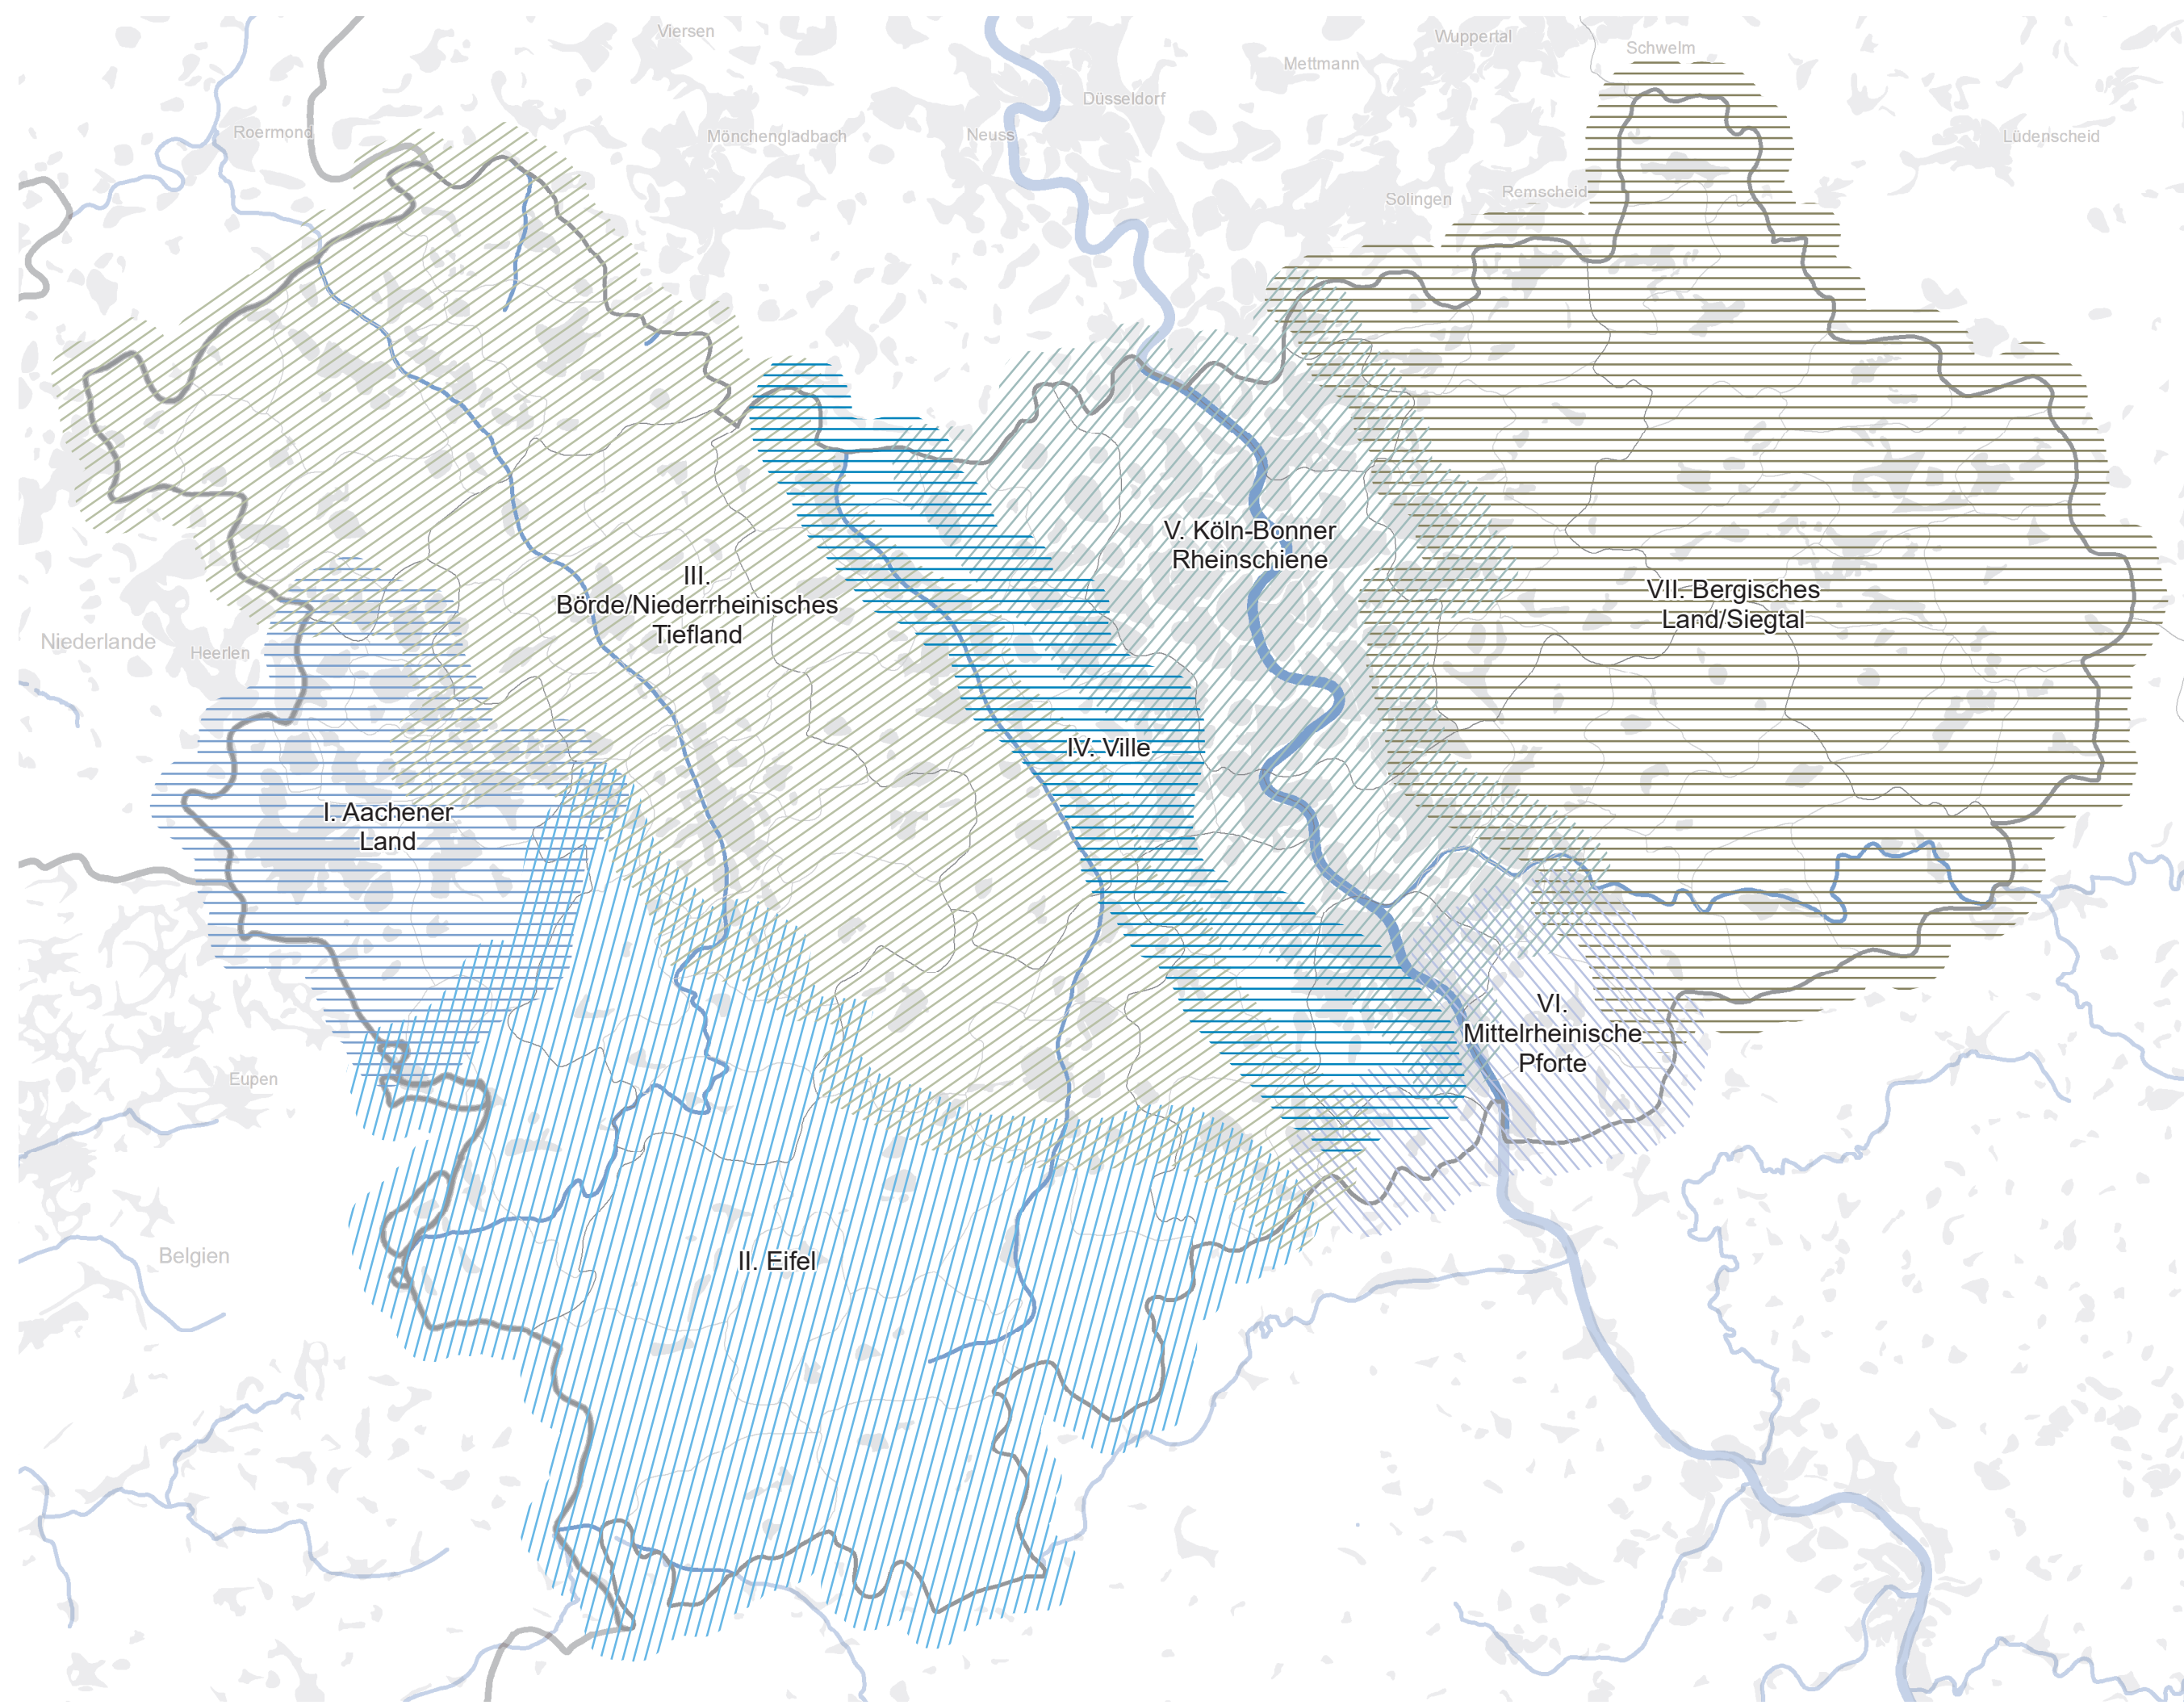 Viersen
Wuppertal
Schwelm
Mettmann
Düsseldorf
Roermond
Mönchengladbach
Neuss
Lüdenscheid
Solingen
Remscheid
V. Köln-Bonner
Rheinschiene
III.
Börde/Niederrheinisches
Tiefland
VII. Bergisches
Land/Siegtal
Niederlande
Heerlen
IV. Ville
I. Aachener
Land
VI.
Mittelrheinische
Pforte
Eupen
Belgien
II. Eifel